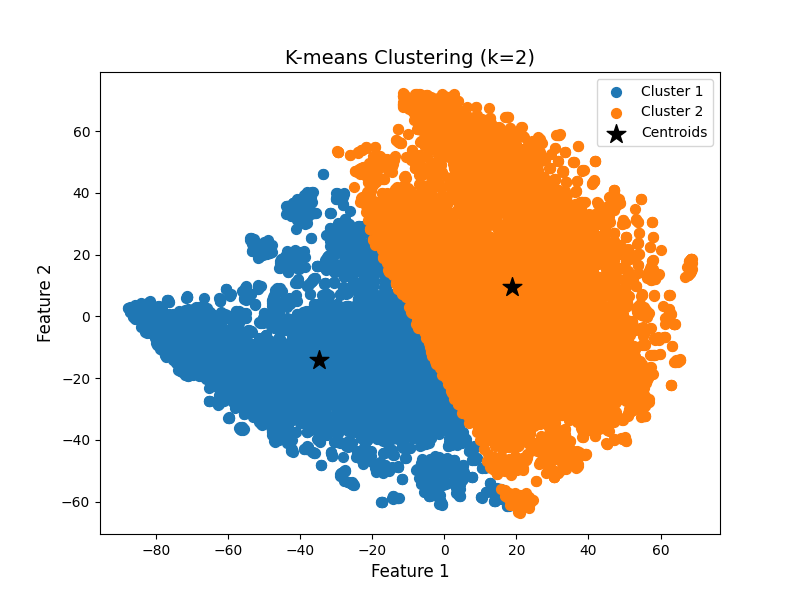 K-means Clustering (k=2)
Cluster 1
Cluster 2
Centroids
60
40
20
0
−20
−40
−60
Feature 2
−80 −60 −40 −20 0 20 40 60
Feature 1